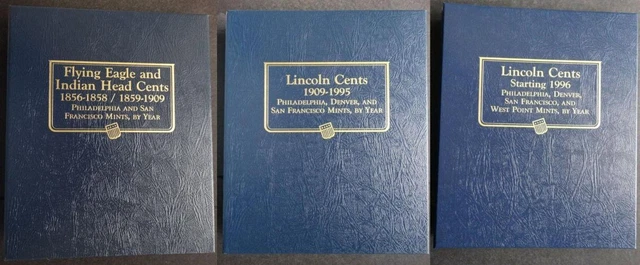 Flying Eagle and
Indian Head Cents
1856-1858 / 1859-1909
Philadelphia and San
Francisco Mints, by Year
Lincoln Cents
1909-1995
Philadelphia, Denver, and
San Francisco Mints, by Year
Lincoln Cents
Starting 1996
Philadelphia, Denver,
San Francisco, and
West Point Mints, by Year